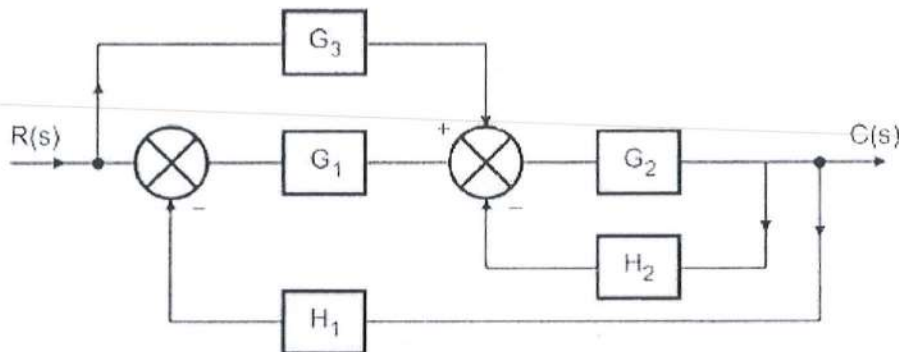 G₃
R(s)
+
C(s)
G₁
G₂
−
−
H₂
H₁